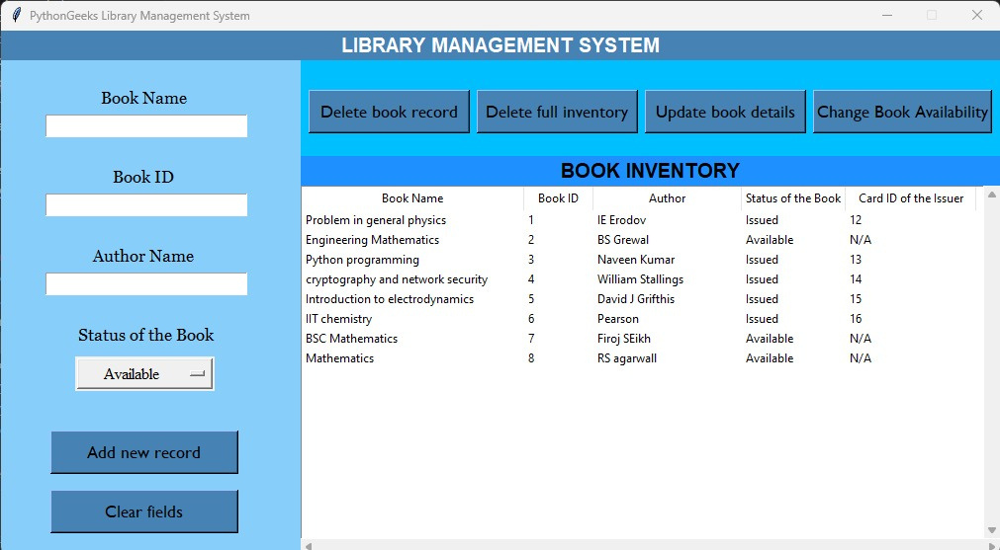 PythonGeeks Library Management System
LIBRARY MANAGEMENT SYSTEM
Book Name
Book ID
Author Name
Status of the Book
Available
Add new record
Clear fields
Delete book record Delete full inventory Update book details Change Book Availability
BOOK INVENTORY
Book Name Book ID Author Status of the Book Card ID of the Issuer
Problem in general physics 1 IE Erodov Issued 12
Engineering Mathematics 2 BS Grewal Available N/A
Python programming 3 Naveen Kumar Issued 13
cryptography and network security 4 William Stallings Issued 14
Introduction to electrodynamics 5 David J Grifthis Issued 15
IIT chemistry 6 Pearson Issued 16
BSC Mathematics 7 Firoj SEikh Available N/A
Mathematics 8 RS agarwall Available N/A